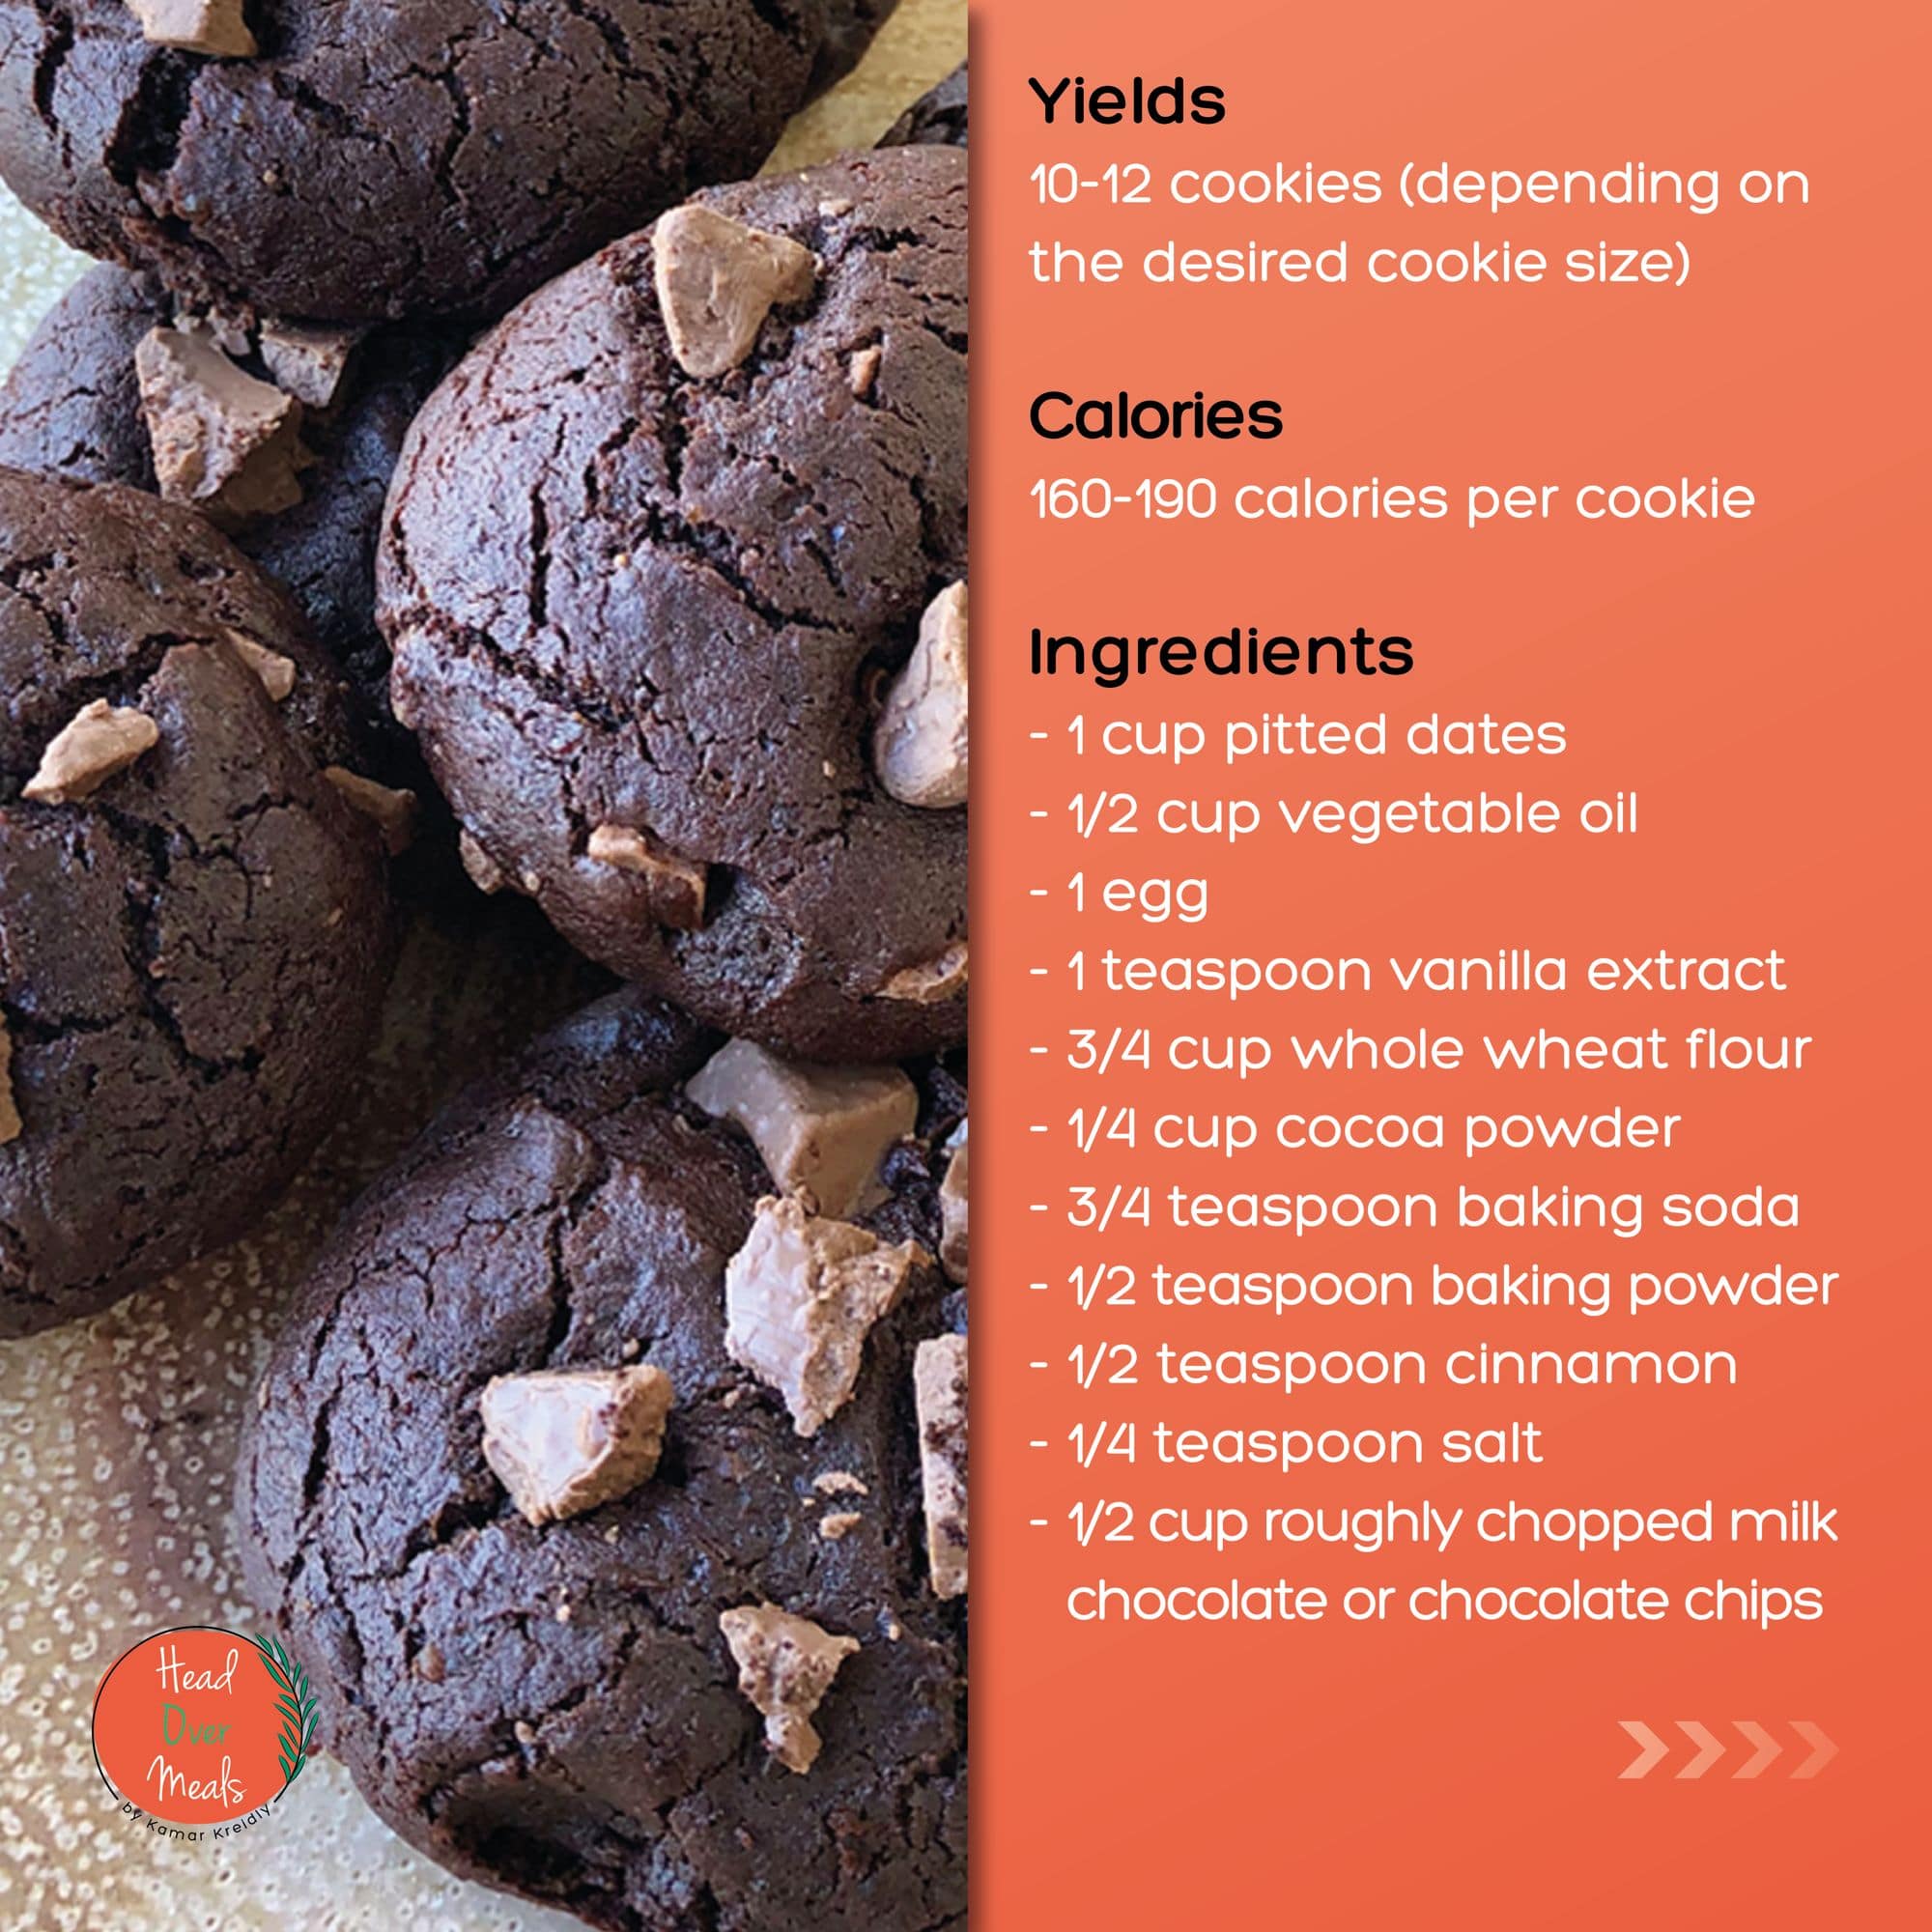 Yields
10-12 cookies (depending on
the desired cookie size)
Calories
160-190 calories per cookie
Ingredients
- 1 cup pitted dates
- 1/2 cup vegetable oil
- 1 egg
- 1 teaspoon vanilla extract
- 3/4 cup whole wheat flour
- 1/4 cup cocoa powder
- 3/4 teaspoon baking soda
- 1/2 teaspoon baking powder
- 1/2 teaspoon cinnamon
- 1/4 teaspoon salt
- 1/2 cup roughly chopped milk
chocolate or chocolate chips
Head
Over
Meals
by Kamar Kreidly